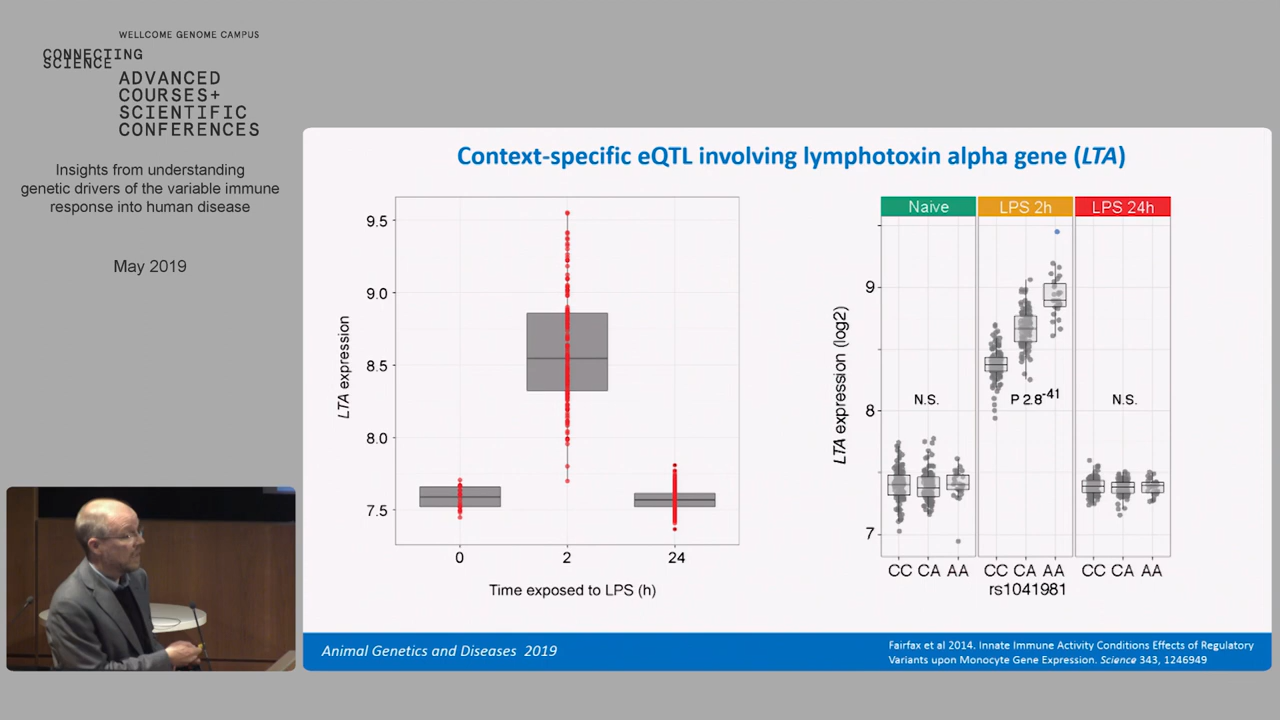 WELLCOME GENOME CAMPUS
CONNECTING
SCIENCE
ADVANCED
COURSES+
SCIENTIFIC
CONFERENCES
Insights from understanding
genetic drivers of the variable immune
response into human disease
May 2019
Context-specific eQTL involving lymphotoxin alpha gene (LTA)
LTA expression
9.5
9.0
8.5
8.0
7.5
0 2 24
Time exposed to LPS (h)
Naive LPS 2h LPS 24h
LTA expression (log2)
9
8
7
N.S. P 2.8-41 N.S.
CC CA AA CC CA AA CC CA AA
rs1041981
Animal Genetics and Diseases 2019
Fairfax et al 2014. Innate Immune Activity Conditions Effects of Regulatory
Variants upon Monocyte Gene Expression. Science 343, 1246949